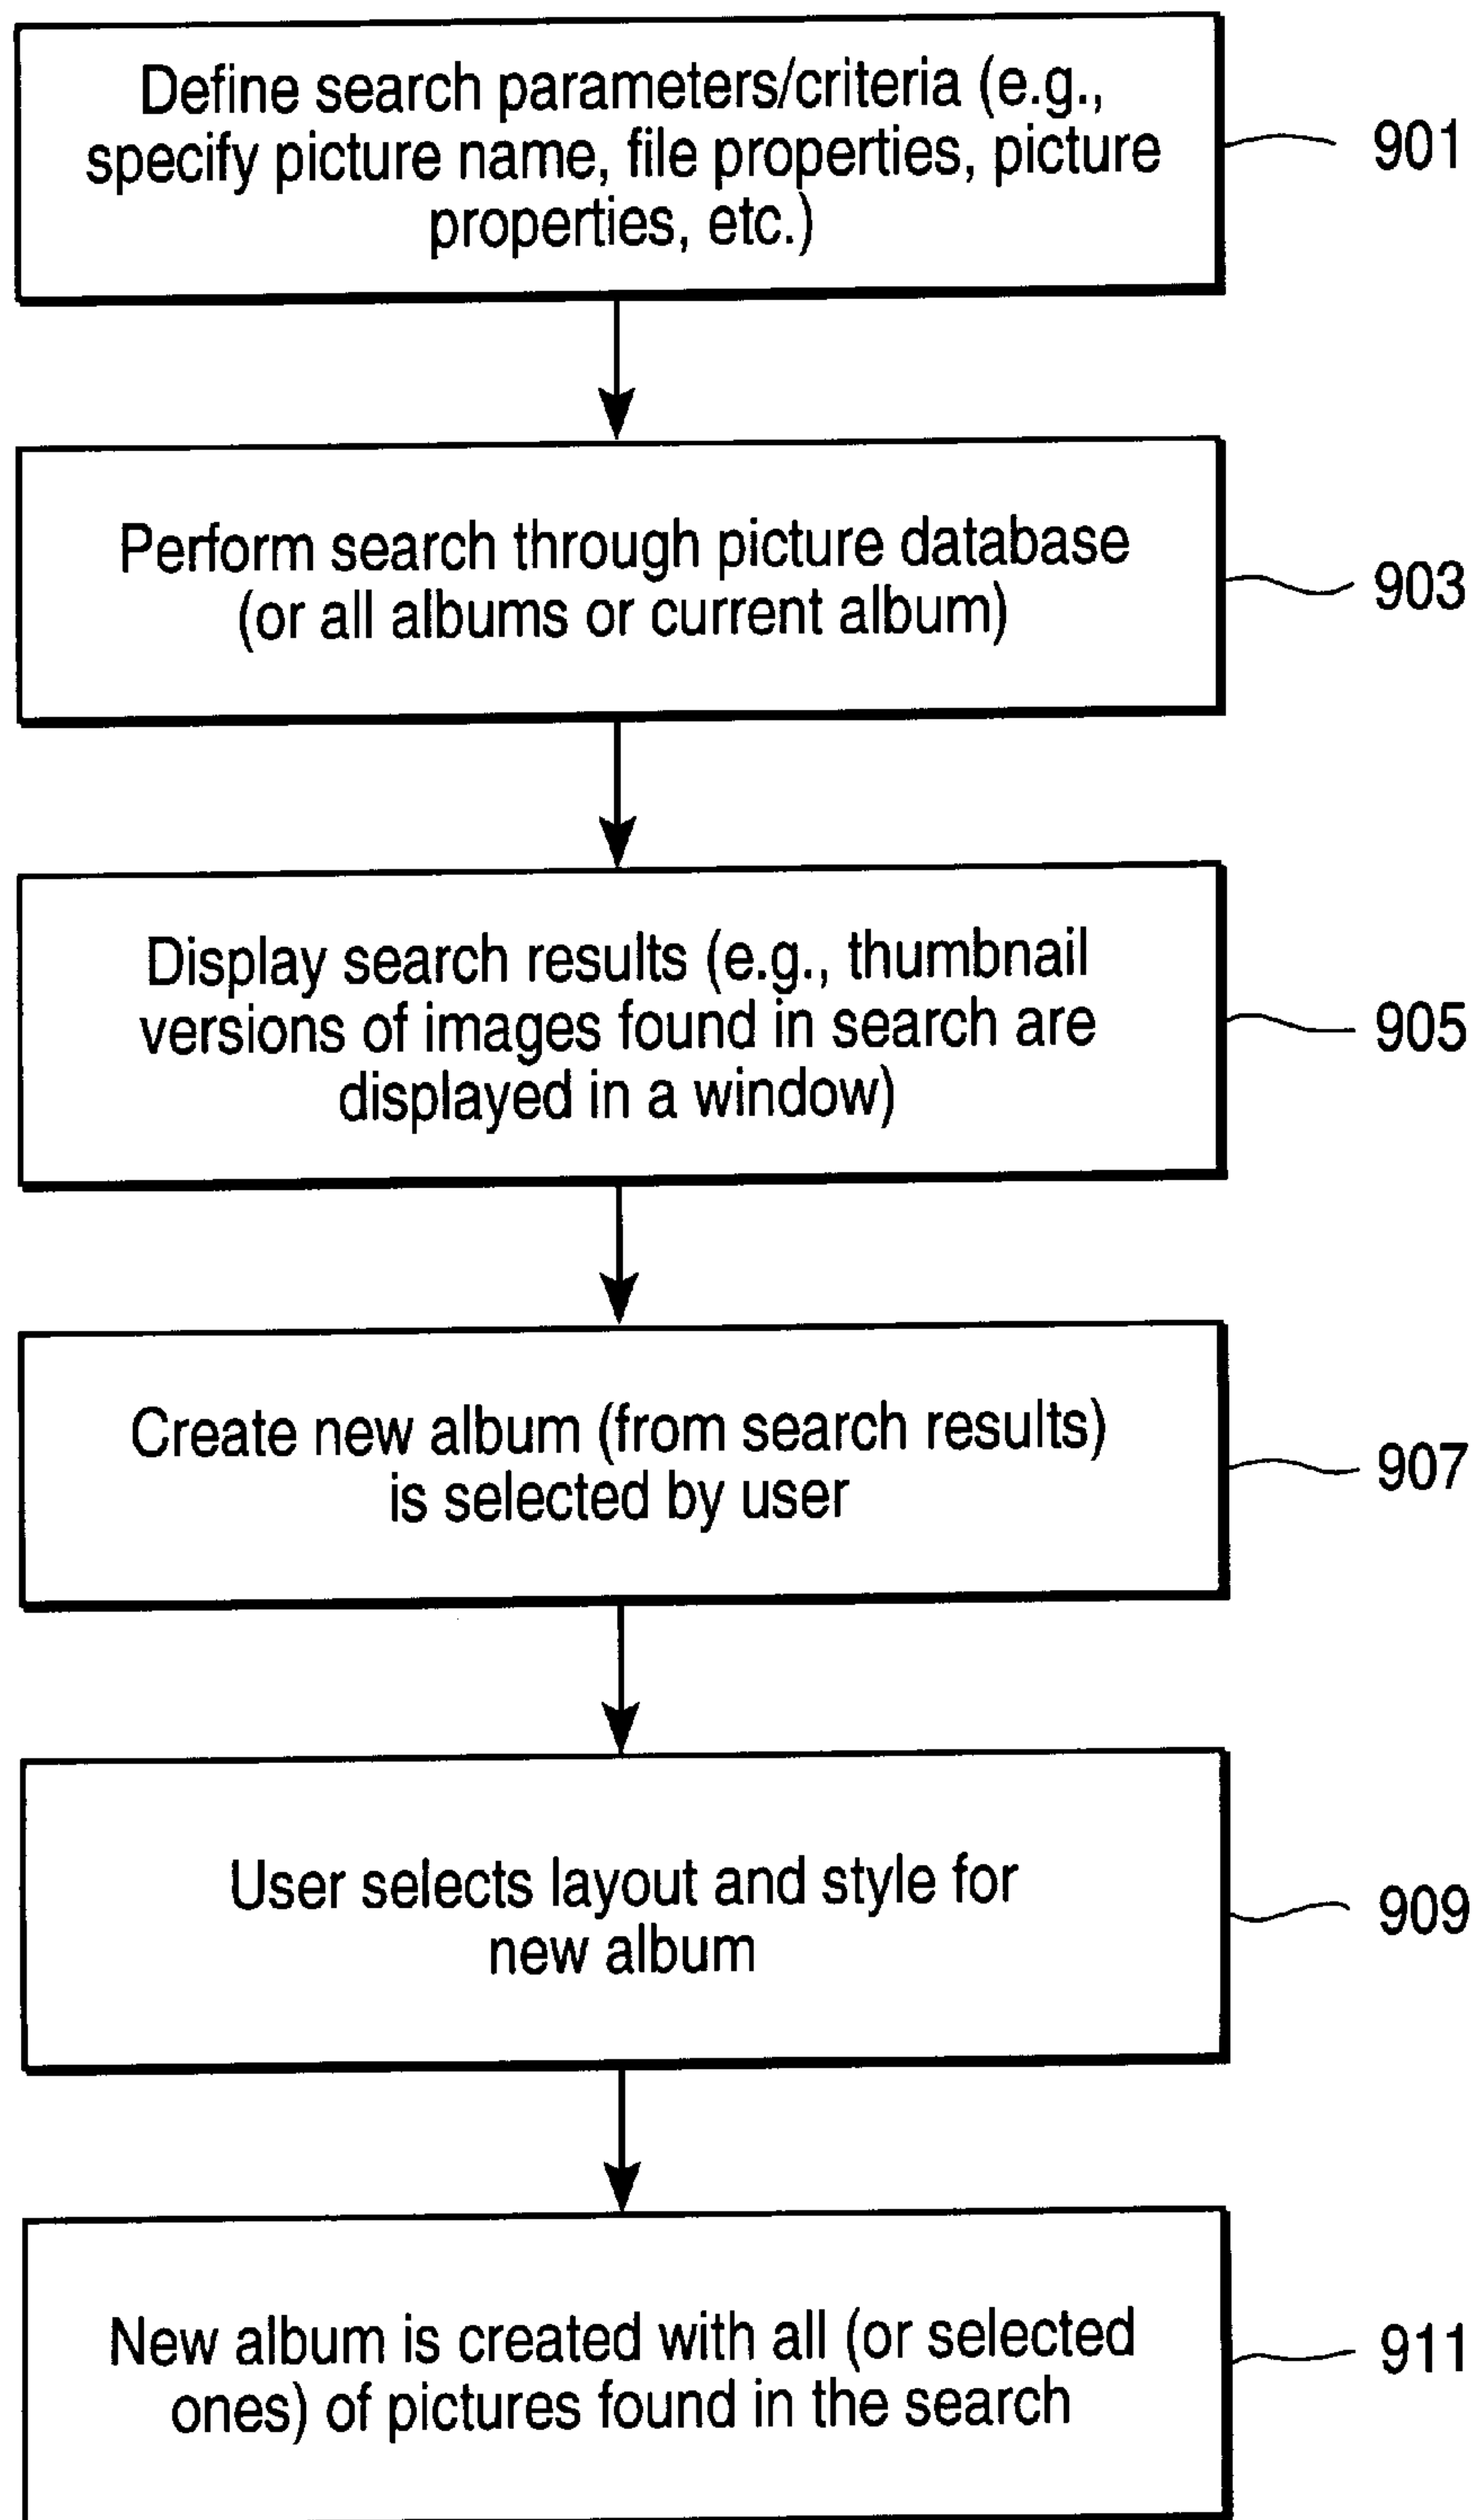 Define search parameters/criteria (e.g.,
specify picture name, file properties, picture
properties, etc.)
901
Perform search through picture database
(or all albums or current album)
903
Display search results (e.g., thumbnail
versions of images found in search are
displayed in a window)
905
Create new album (from search results)
is selected by user
907
User selects layout and style for
new album
909
New album is created with all (or selected
ones) of pictures found in the search
911